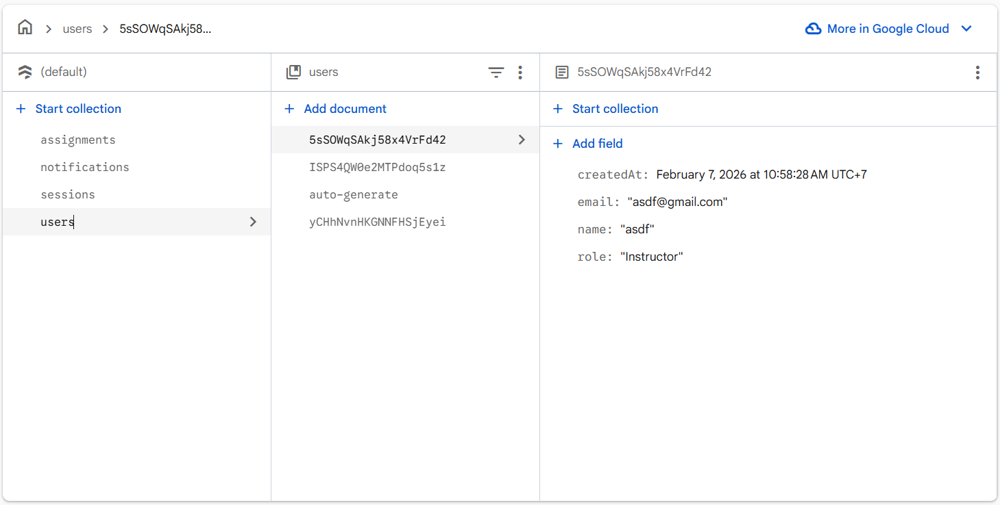 users
5sSOWqSAkj58...
More in Google Cloud
(default)
Start collection
assignments
notifications
sessions
users
users
Add document
5sSOWqSAkj58x4VrFd42
ISPS4QW0e2MTPdoq5s1z
auto-generate
yCHhNvnHKGNNFHSjEyei
5sSOWqSAkj58x4VrFd42
Start collection
Add field
createdAt: February 7, 2026 at 10:58:28 AM UTC+7
email: "asdf@gmail.com"
name: "asdf"
role: "Instructor"